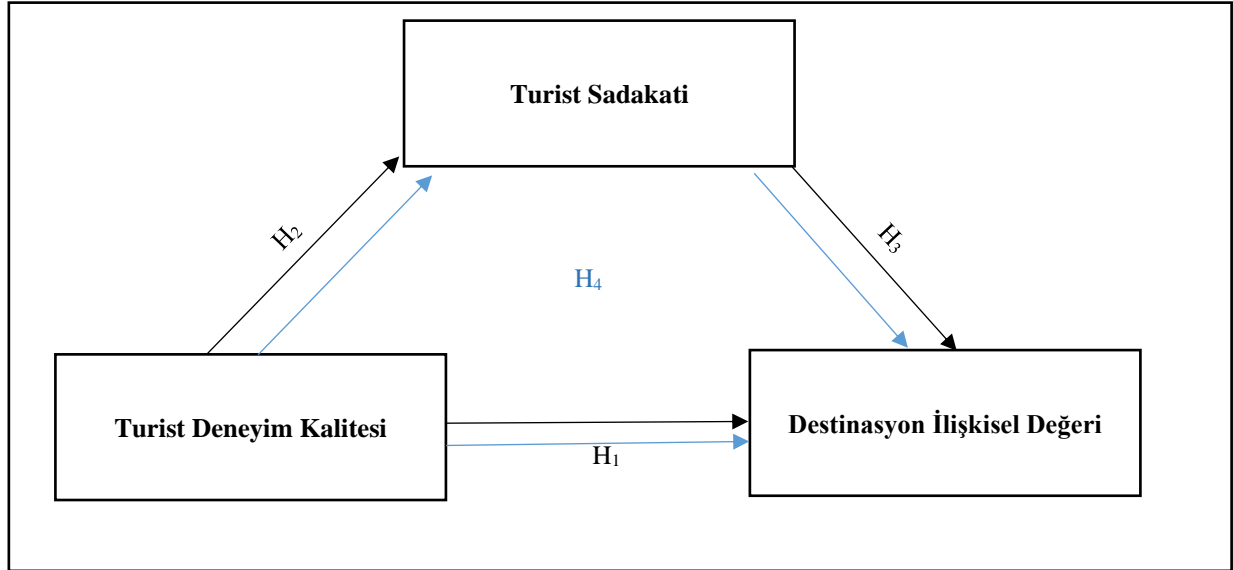 Turist Sadakati
H₂
H₃
H₄
Turist Deneyim Kalitesi
Destinasyon İlişkisel Değeri
H₁